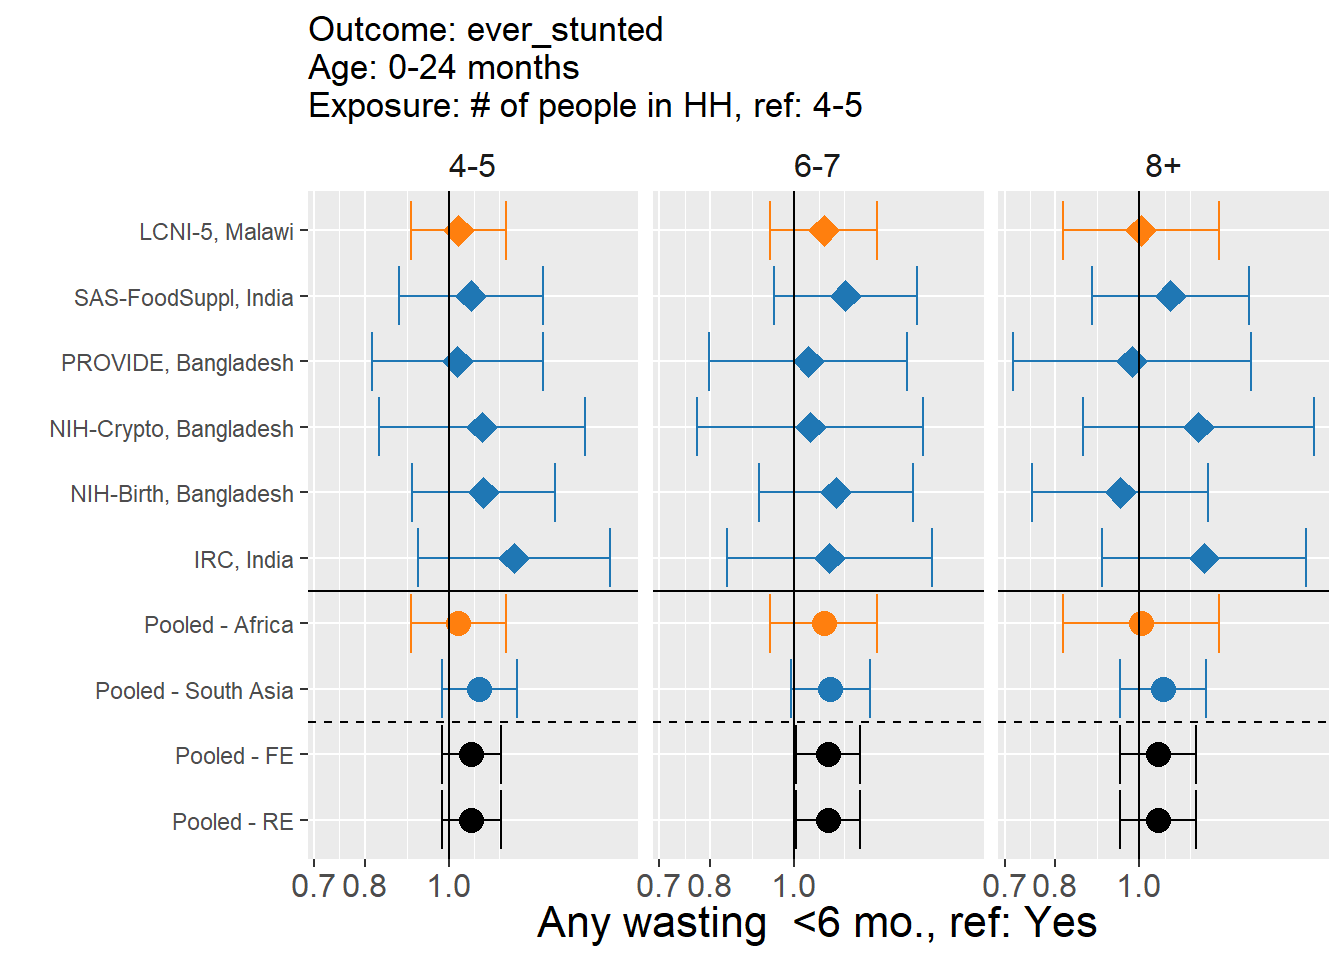 Outcome: ever_stunted
Age: 0-24 months
Exposure: # of people in HH, ref: 4-5
4-5 6-7 8+
LCNI-5, Malawi
SAS-FoodSuppl, India
PROVIDE, Bangladesh
NIH-Crypto, Bangladesh
NIH-Birth, Bangladesh
IRC, India
Pooled - Africa
Pooled - South Asia
Pooled - FE
Pooled - RE
0.7 0.8 1.0 0.7 0.8 1.0 0.7 0.8 1.0
Any wasting  <6 mo., ref: Yes